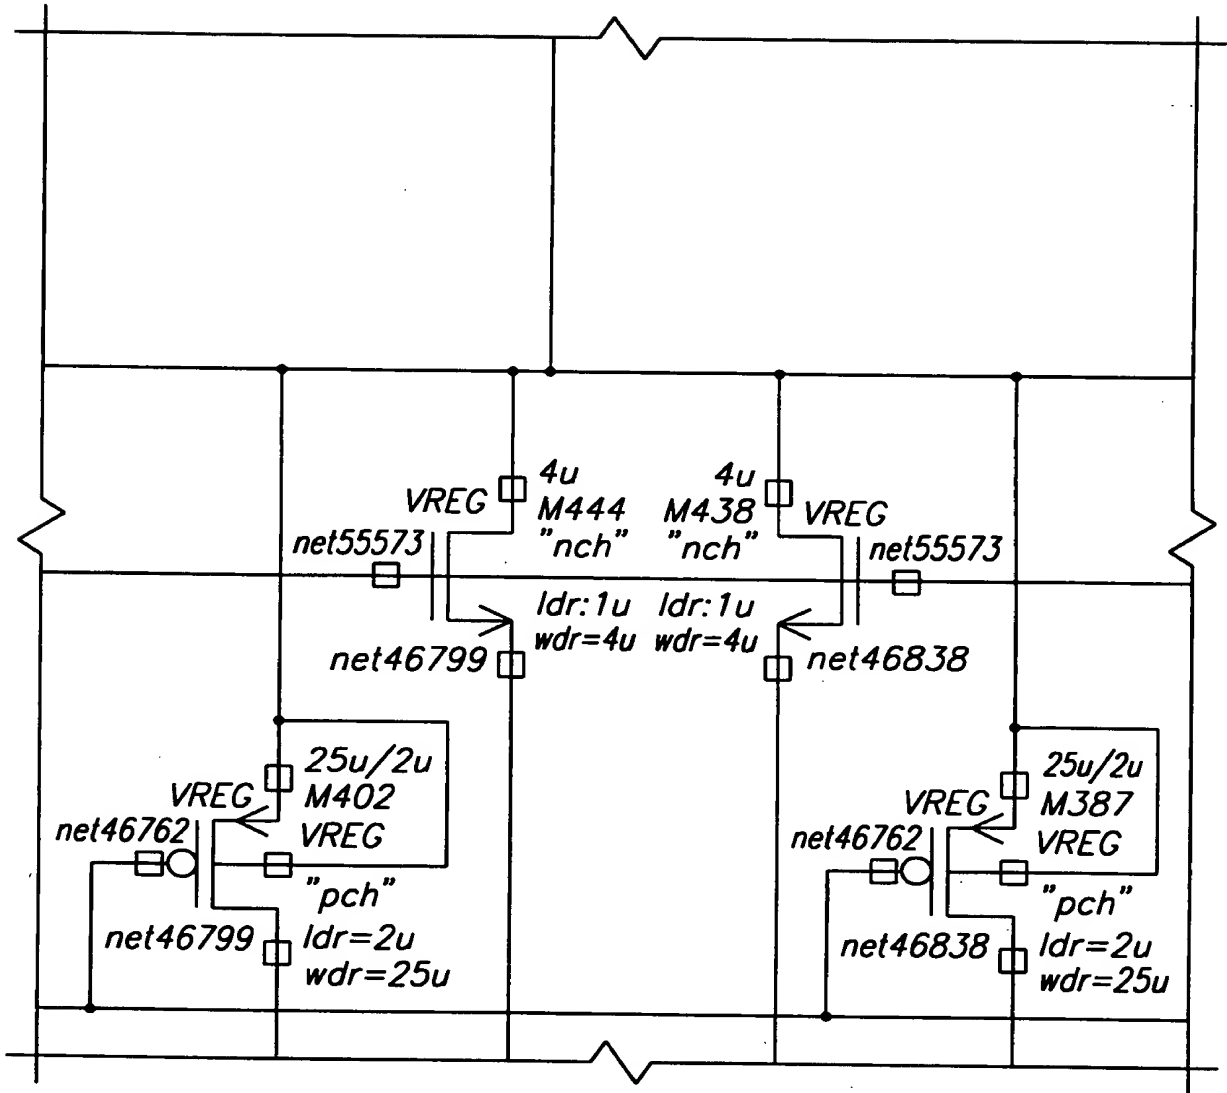 4u
VREG
M444
"nch"
net55573
ldr:1u
wdr=4u
net46799
4u
VREG
M438
"nch"
net55573
ldr:1u
wdr=4u
net46838
25u/2u
VREG
M402
net46762
VREG
"pch"
net46799
ldr=2u
wdr=25u
25u/2u
VREG
M387
net46762
VREG
"pch"
net46838
ldr=2u
wdr=25u